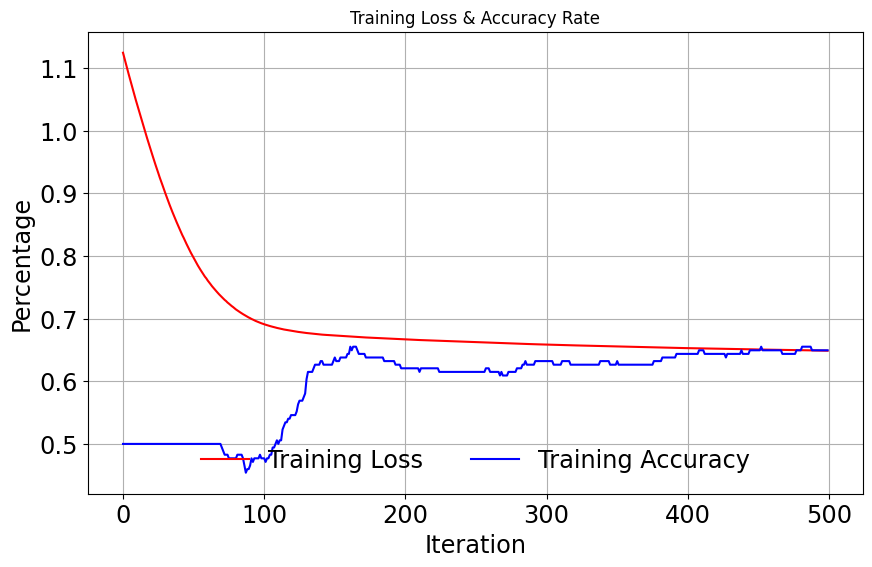 Training Loss & Accuracy Rate
1.1
1.0
0.9
0.8
0.7
0.6
0.5
Percentage
Training Loss
Training Accuracy
0 100 200 300 400 500
Iteration